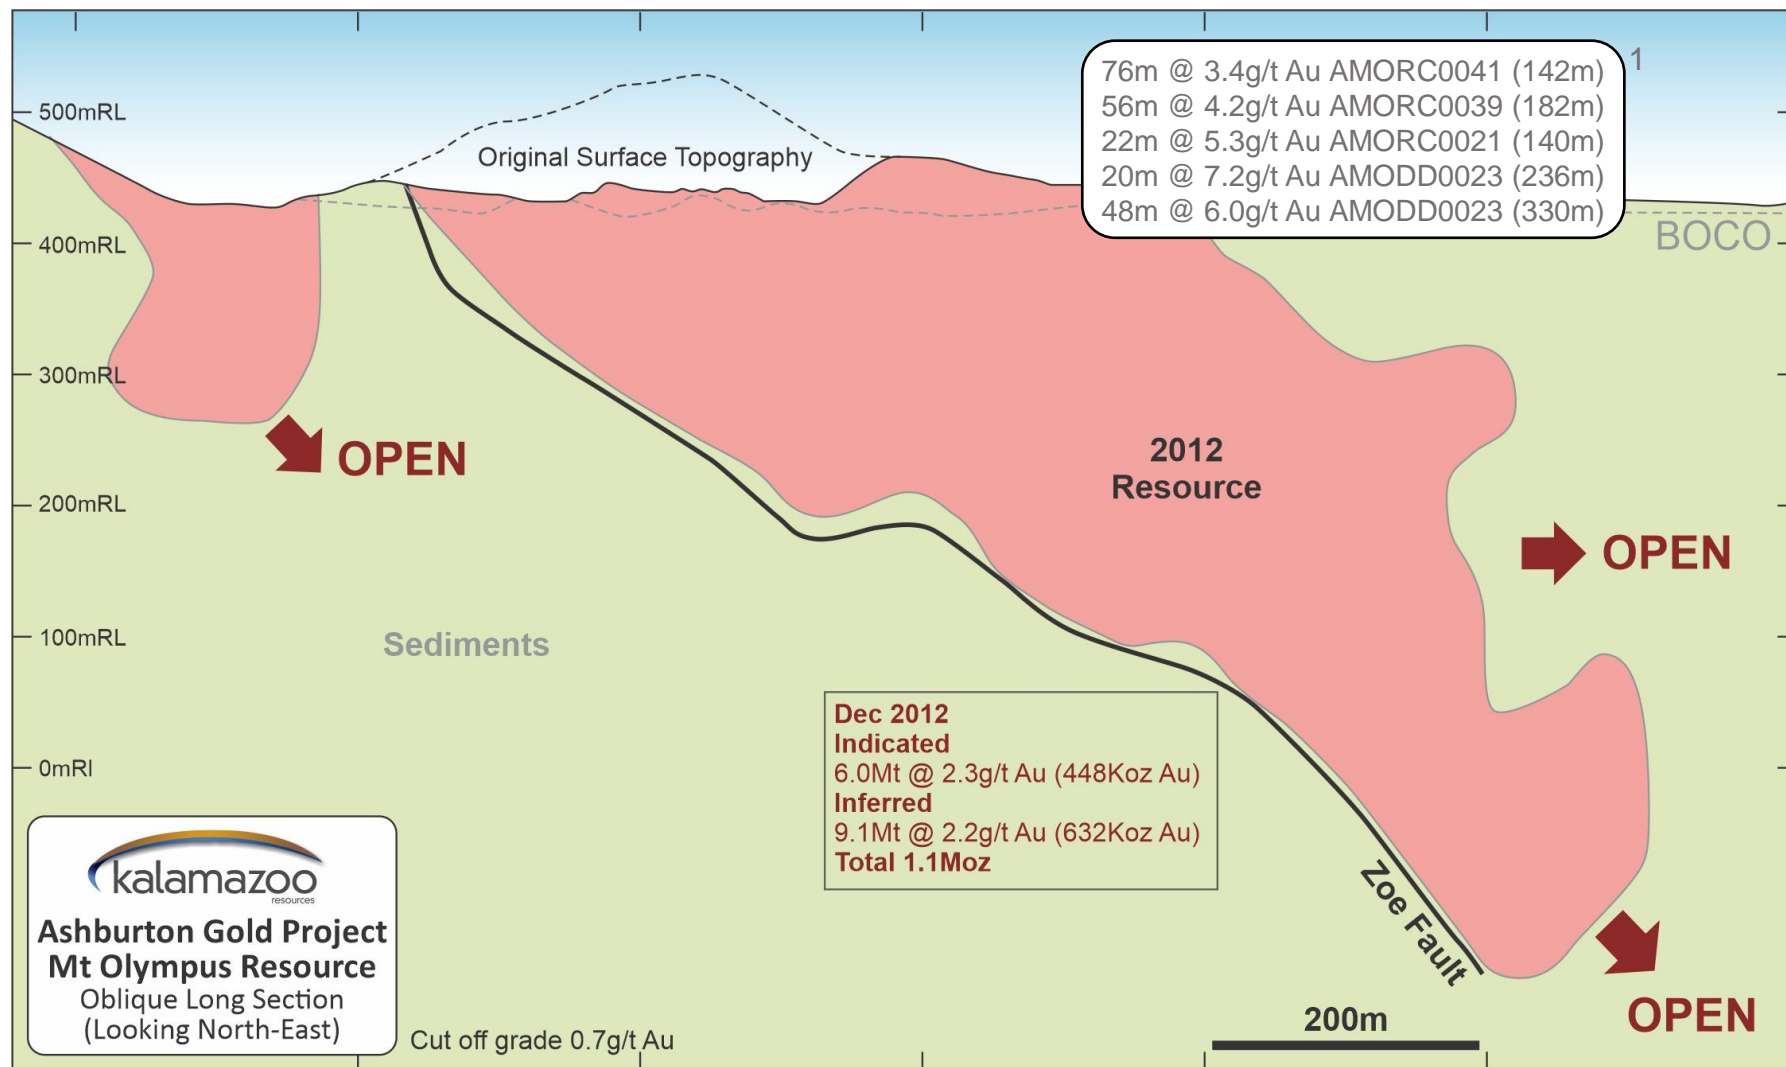 1
76m @ 3.4g/t Au AMORC0041 (142m)
56m @ 4.2g/t Au AMORC0039 (182m)
22m @ 5.3g/t Au AMORC0021 (140m)
20m @ 7.2g/t Au AMODD0023 (236m)
48m @ 6.0g/t Au AMODD0023 (330m)
500mRL
Original Surface Topography
BOCO
400mRL
300mRL
OPEN
2012
Resource
200mRL
OPEN
100mRL
Sediments
Dec 2012
Indicated
6.0Mt @ 2.3g/t Au (448Koz Au)
Inferred
9.1Mt @ 2.2g/t Au (632Koz Au)
Total 1.1Moz
0mRl
Zoe Fault
kalamazoo
resources
Ashburton Gold Project
Mt Olympus Resource
Oblique Long Section
(Looking North-East)
Cut off grade 0.7g/t Au
200m
OPEN